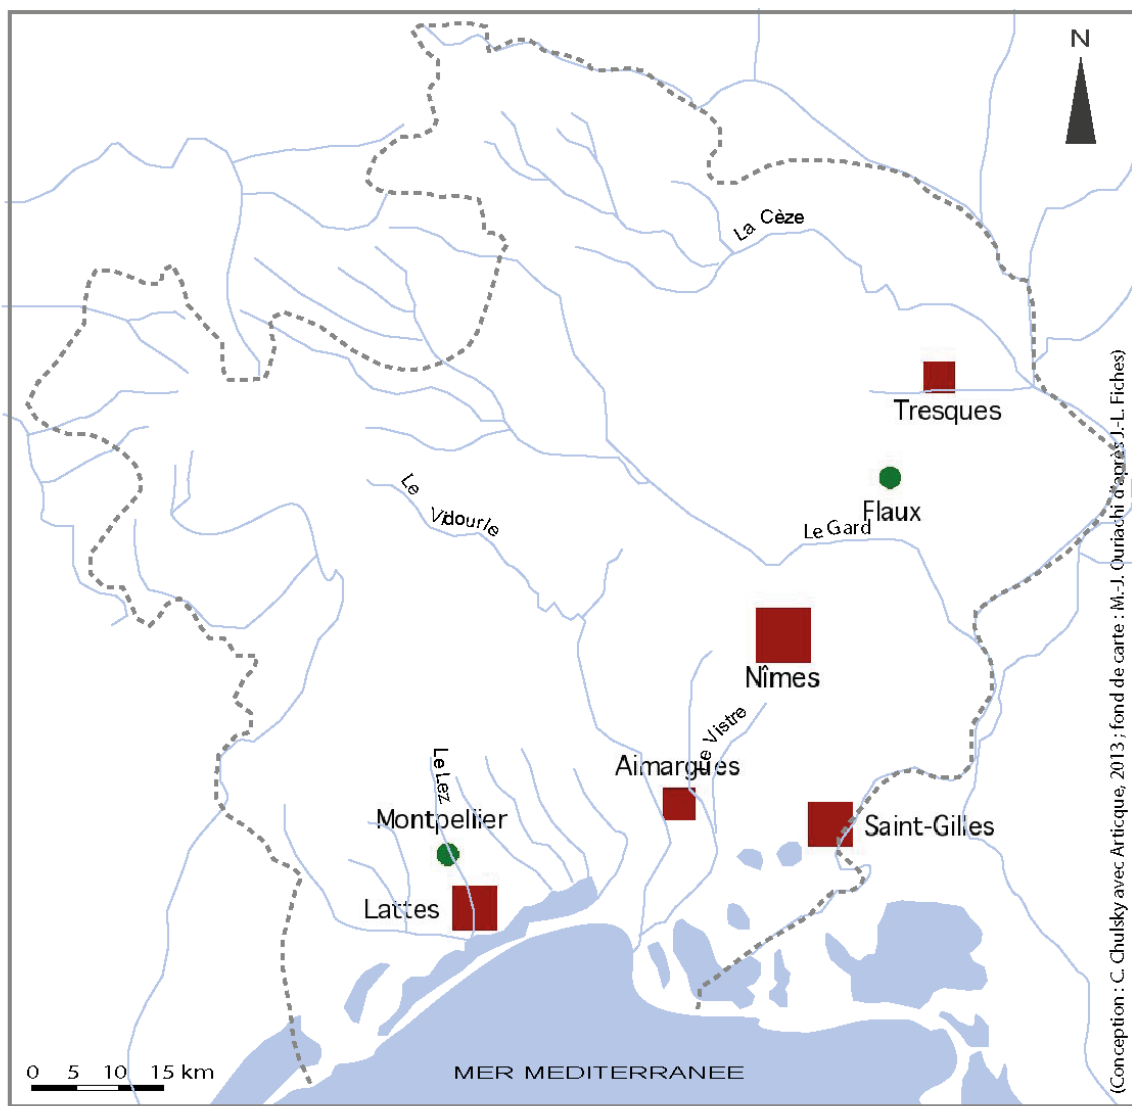 N
La Cèze
Tresques
Flaux
Le Gard
Le Vidourle
Nîmes
Le Vistre
Aimargues
Le Lez
Montpellier
Saint-Gilles
Lattes
0 5 10 15 km
MER MEDITERRANEE
(Conception : C. Chulsky avec Articque, 2013 ; fond de carte : M.-J. Ouriachi d'après J.-L. Fiches)